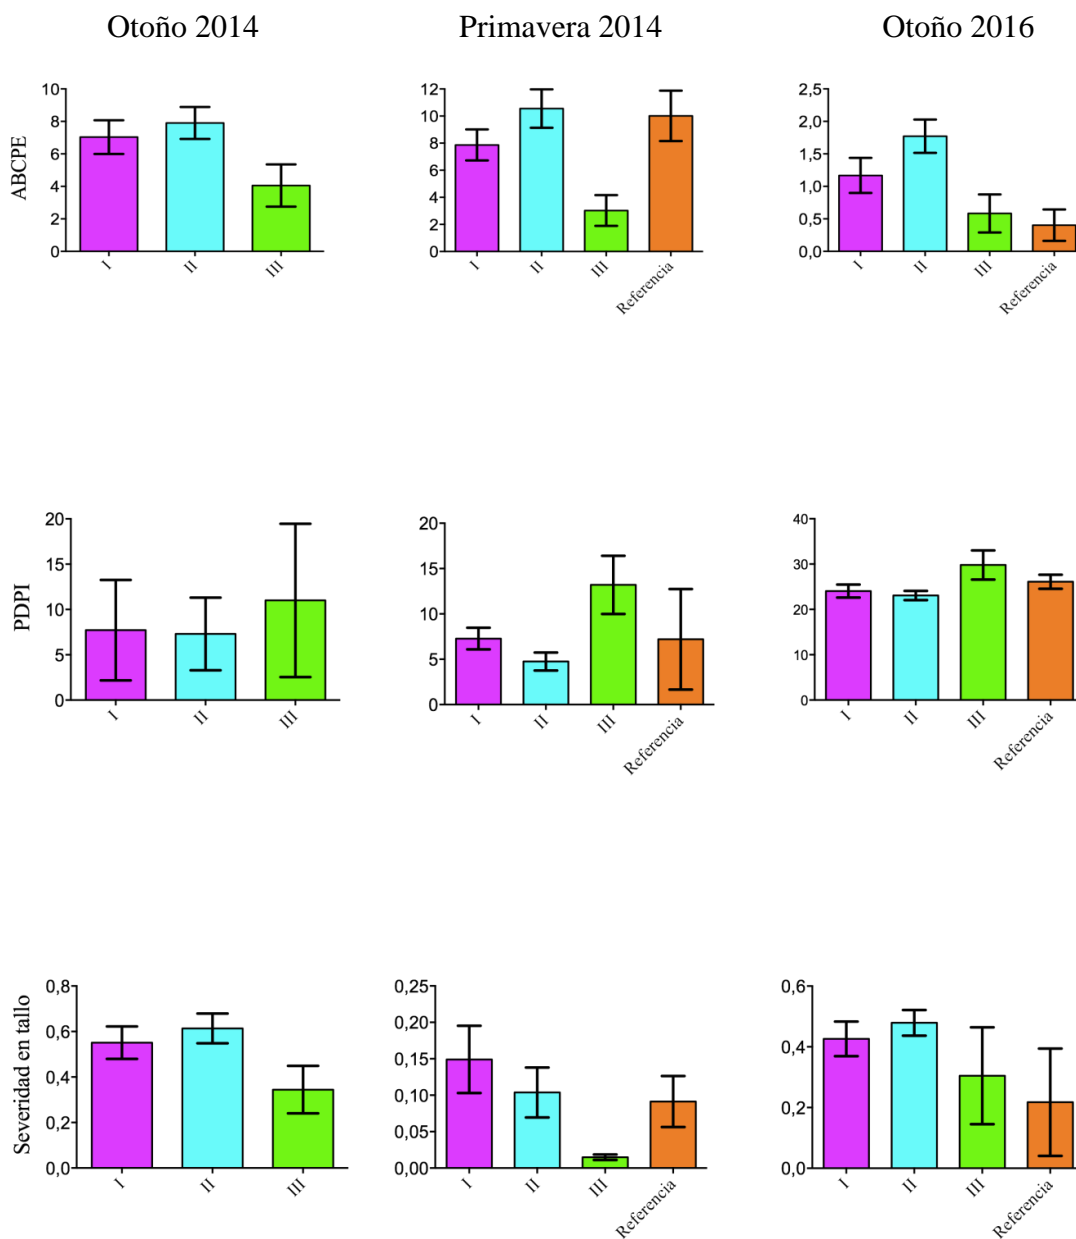 Otoño 2014
Primavera 2014
Otoño 2016
ABCPE
10
8
6
4
2
0
I
II
III
12
10
8
6
4
2
0
I
II
III
Referencia
2,5
2,0
1,5
1,0
0,5
0,0
I
II
III
Referencia
PDPI
20
15
10
5
0
I
II
III
20
15
10
5
0
I
II
III
Referencia
40
30
20
10
0
I
II
III
Referencia
Severidad en tallo
0,8
0,6
0,4
0,2
0,0
I
II
III
0,25
0,20
0,15
0,10
0,05
0,00
I
II
III
Referencia
0,6
0,4
0,2
0,0
I
II
III
Referencia